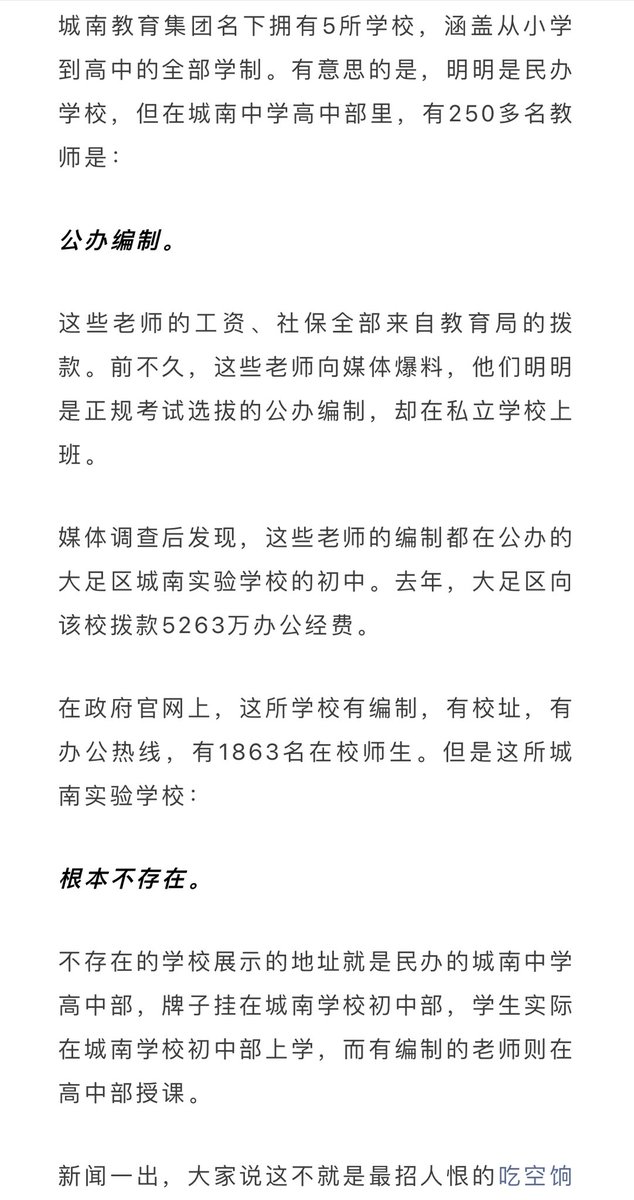 城南教育集团名下拥有5所学校，涵盖从小学
到高中的全部学制。有意思的是，明明是民办
学校，但在城南中学高中部里，有250多名教
师是：
公办编制。
这些老师的工资、社保全部来自教育局的拨
款。前不久，这些老师向媒体爆料，他们明明
是正规考试选拔的公办编制，却在私立学校上
班。
媒体调查后发现，这些老师的编制都在公办的
大足区城南实验学校的初中。去年，大足区向
该校拨款5263万办公经费。
在政府官网上，这所学校有编制，有校址，有
办公热线，有1863名在校师生。但是这所城
南实验学校：
根本不存在。
不存在的学校展示的地址就是民办的城南中学
高中部，牌子挂在城南学校初中部，学生实际
在城南学校初中部上学，而有编制的老师则在
高中部授课。
新闻一出，大家说这不就是最招人恨的吃空饷